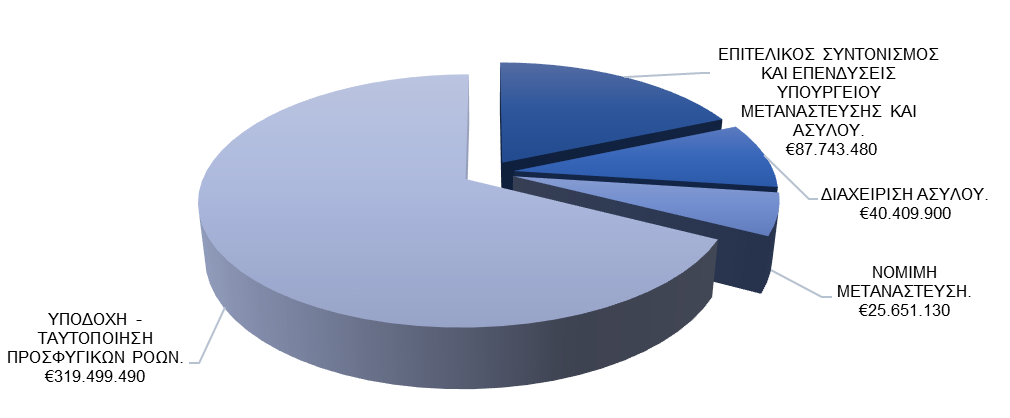 ΕΠΙΤΕΛΙΚΟΣ ΣΥΝΤΟΝΙΣΜΟΣ
ΚΑΙ ΕΠΕΝΔΥΣΕΙΣ
ΥΠΟΥΡΓΕΙΟΥ
ΜΕΤΑΝΑΣΤΕΥΣΗΣ ΚΑΙ
ΑΣΥΛΟΥ.
€87.743.480
ΔΙΑΧΕΙΡΙΣΗ ΑΣΥΛΟΥ.
€40.409.900
ΝΟΜΙΜΗ
ΜΕΤΑΝΑΣΤΕΥΣΗ.
€25.651.130
ΥΠΟΔΟΧΗ -
ΤΑΥΤΟΠΟΙΗΣΗ
ΠΡΟΣΦΥΓΙΚΩΝ ΡΟΩΝ.
€319.499.490